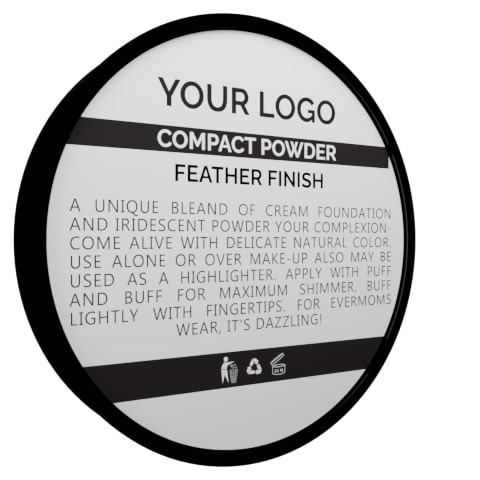 YOUR LOGO
COMPACT POWDER
FEATHER FINISH
A UNIQUE BLEAND OF CREAM FOUNDATION
AND IRIDESCENT POWDER YOUR COMPLEXION-
COME ALIVE WITH DELICATE NATURAL COLOR.
USE ALONE OR OVER MAKE-UP ALSO MAY BE
USED AS A HIGHLIGHTER. APPLY WITH PUFF
AND BUFF FOR MAXIMUM SHIMMER, BUFF
LIGHTLY WITH FINGERTIPS. FOR EVERMOMS
WEAR, IT'S DAZZLING!